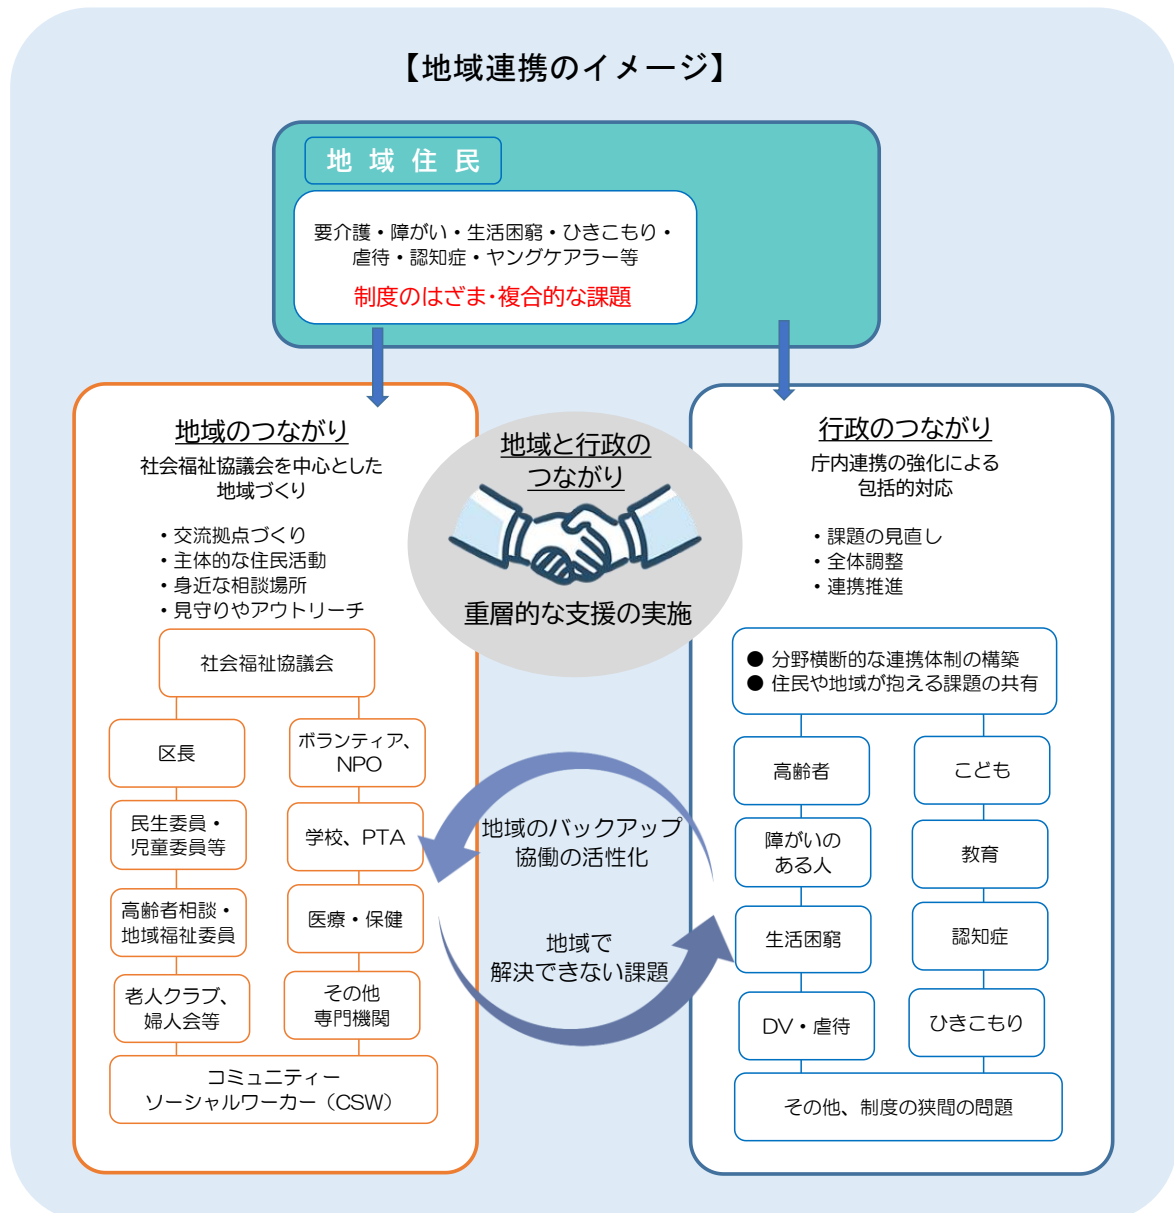 【地域連携のイメージ】
地域住民
要介護・障がい・生活困窮・ひきこもり・
虐待・認知症・ヤングケアラー等
制度のはざま・複合的な課題
地域のつながり
社会福祉協議会を中心とした
地域づくり
・交流拠点づくり
・主体的な住民活動
・身近な相談場所
・見守りやアウトリーチ
社会福祉協議会
区長
民生委員・
児童委員等
高齢者相談・
地域福祉委員
老人クラブ、
婦人会等
ボランティア、
NPO
学校、PTA
医療・保健
その他
専門機関
コミュニティー
ソーシャルワーカー（CSW）
地域と行政の
つながり
重層的な支援の実施
地域のバックアップ
協働の活性化
地域で
解決できない課題
行政のつながり
庁内連携の強化による
包括的対応
・課題の見直し
・全体調整
・連携推進
● 分野横断的な連携体制の構築
● 住民や地域が抱える課題の共有
高齢者
障がいの
ある人
生活困窮
DV・虐待
こども
教育
認知症
ひきこもり
その他、制度の狭間の問題